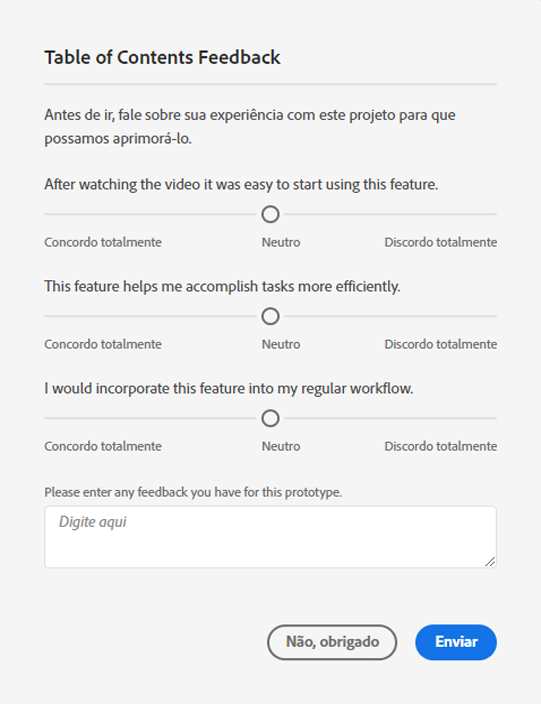 Table of Contents Feedback
Antes de ir, fale sobre sua experiência com este projeto para que
possamos aprimorá-lo.
After watching the video it was easy to start using this feature.
Concordo totalmente Neutro Discordo totalmente
This feature helps me accomplish tasks more efficiently.
Concordo totalmente Neutro Discordo totalmente
I would incorporate this feature into my regular workflow.
Concordo totalmente Neutro Discordo totalmente
Please enter any feedback you have for this prototype.
Digite aqui
Não, obrigado Enviar